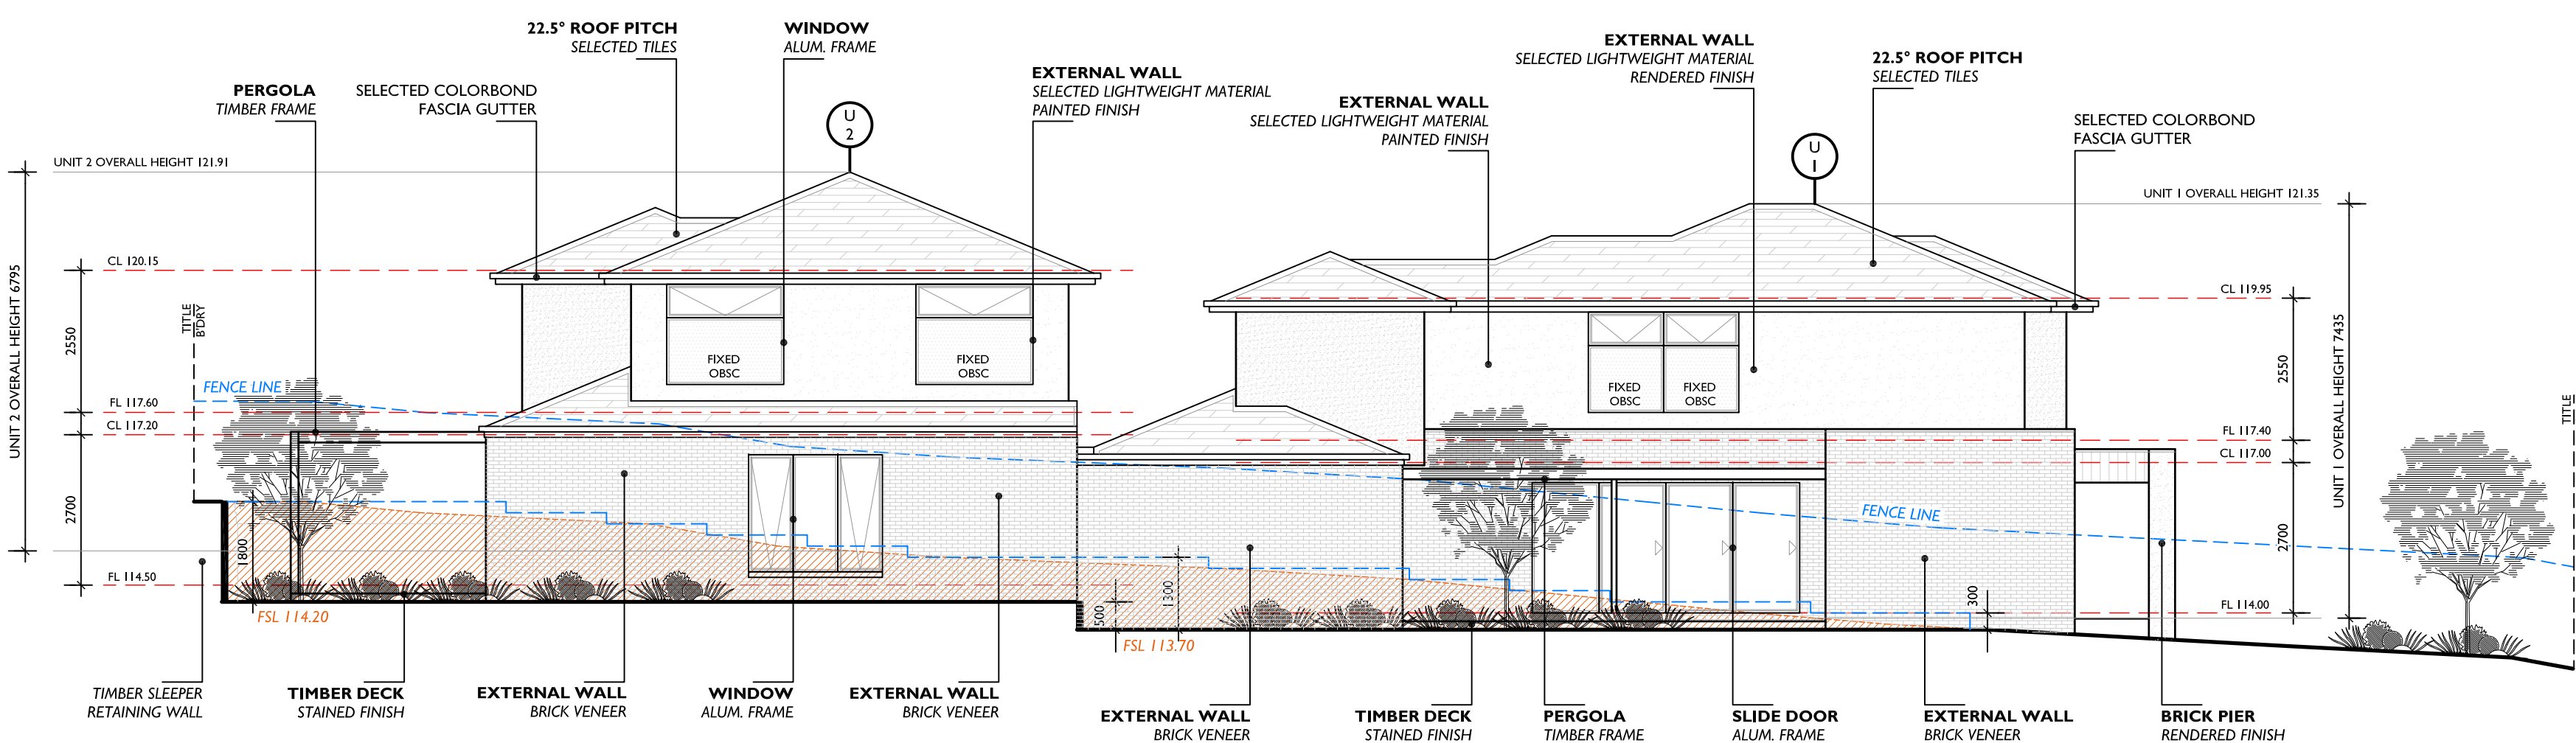 22.5° ROOF PITCH
SELECTED TILES
WINDOW
ALUM. FRAME
EXTERNAL WALL
SELECTED LIGHTWEIGHT MATERIAL
RENDERED FINISH
22.5° ROOF PITCH
SELECTED TILES
PERGOLA
TIMBER FRAME
SELECTED COLORBOND
FASCIA GUTTER
EXTERNAL WALL
SELECTED LIGHTWEIGHT MATERIAL
PAINTED FINISH
EXTERNAL WALL
SELECTED LIGHTWEIGHT MATERIAL
PAINTED FINISH
SELECTED COLORBOND
FASCIA GUTTER
U
2
U
1
UNIT 2 OVERALL HEIGHT 121.91
UNIT 1 OVERALL HEIGHT 121.35
UNIT 2 OVERALL HEIGHT 6795
UNIT 1 OVERALL HEIGHT 7435
CL 120.15
2550
FL 117.60
CL 117.20
2700
FL 114.50
TITLE
B'DRY
FENCE LINE
1800
FSL 114.20
FIXED
OBSC
FIXED
OBSC
FIXED
OBSC
FIXED
OBSC
CL 119.95
2550
FL 117.40
CL 117.00
2700
FL 114.00
TITLE
FENCE LINE
500
1300
300
FSL 113.70
TIMBER SLEEPER
RETAINING WALL
TIMBER DECK
STAINED FINISH
EXTERNAL WALL
BRICK VENEER
WINDOW
ALUM. FRAME
EXTERNAL WALL
BRICK VENEER
EXTERNAL WALL
BRICK VENEER
TIMBER DECK
STAINED FINISH
PERGOLA
TIMBER FRAME
SLIDE DOOR
ALUM. FRAME
EXTERNAL WALL
BRICK VENEER
BRICK PIER
RENDERED FINISH